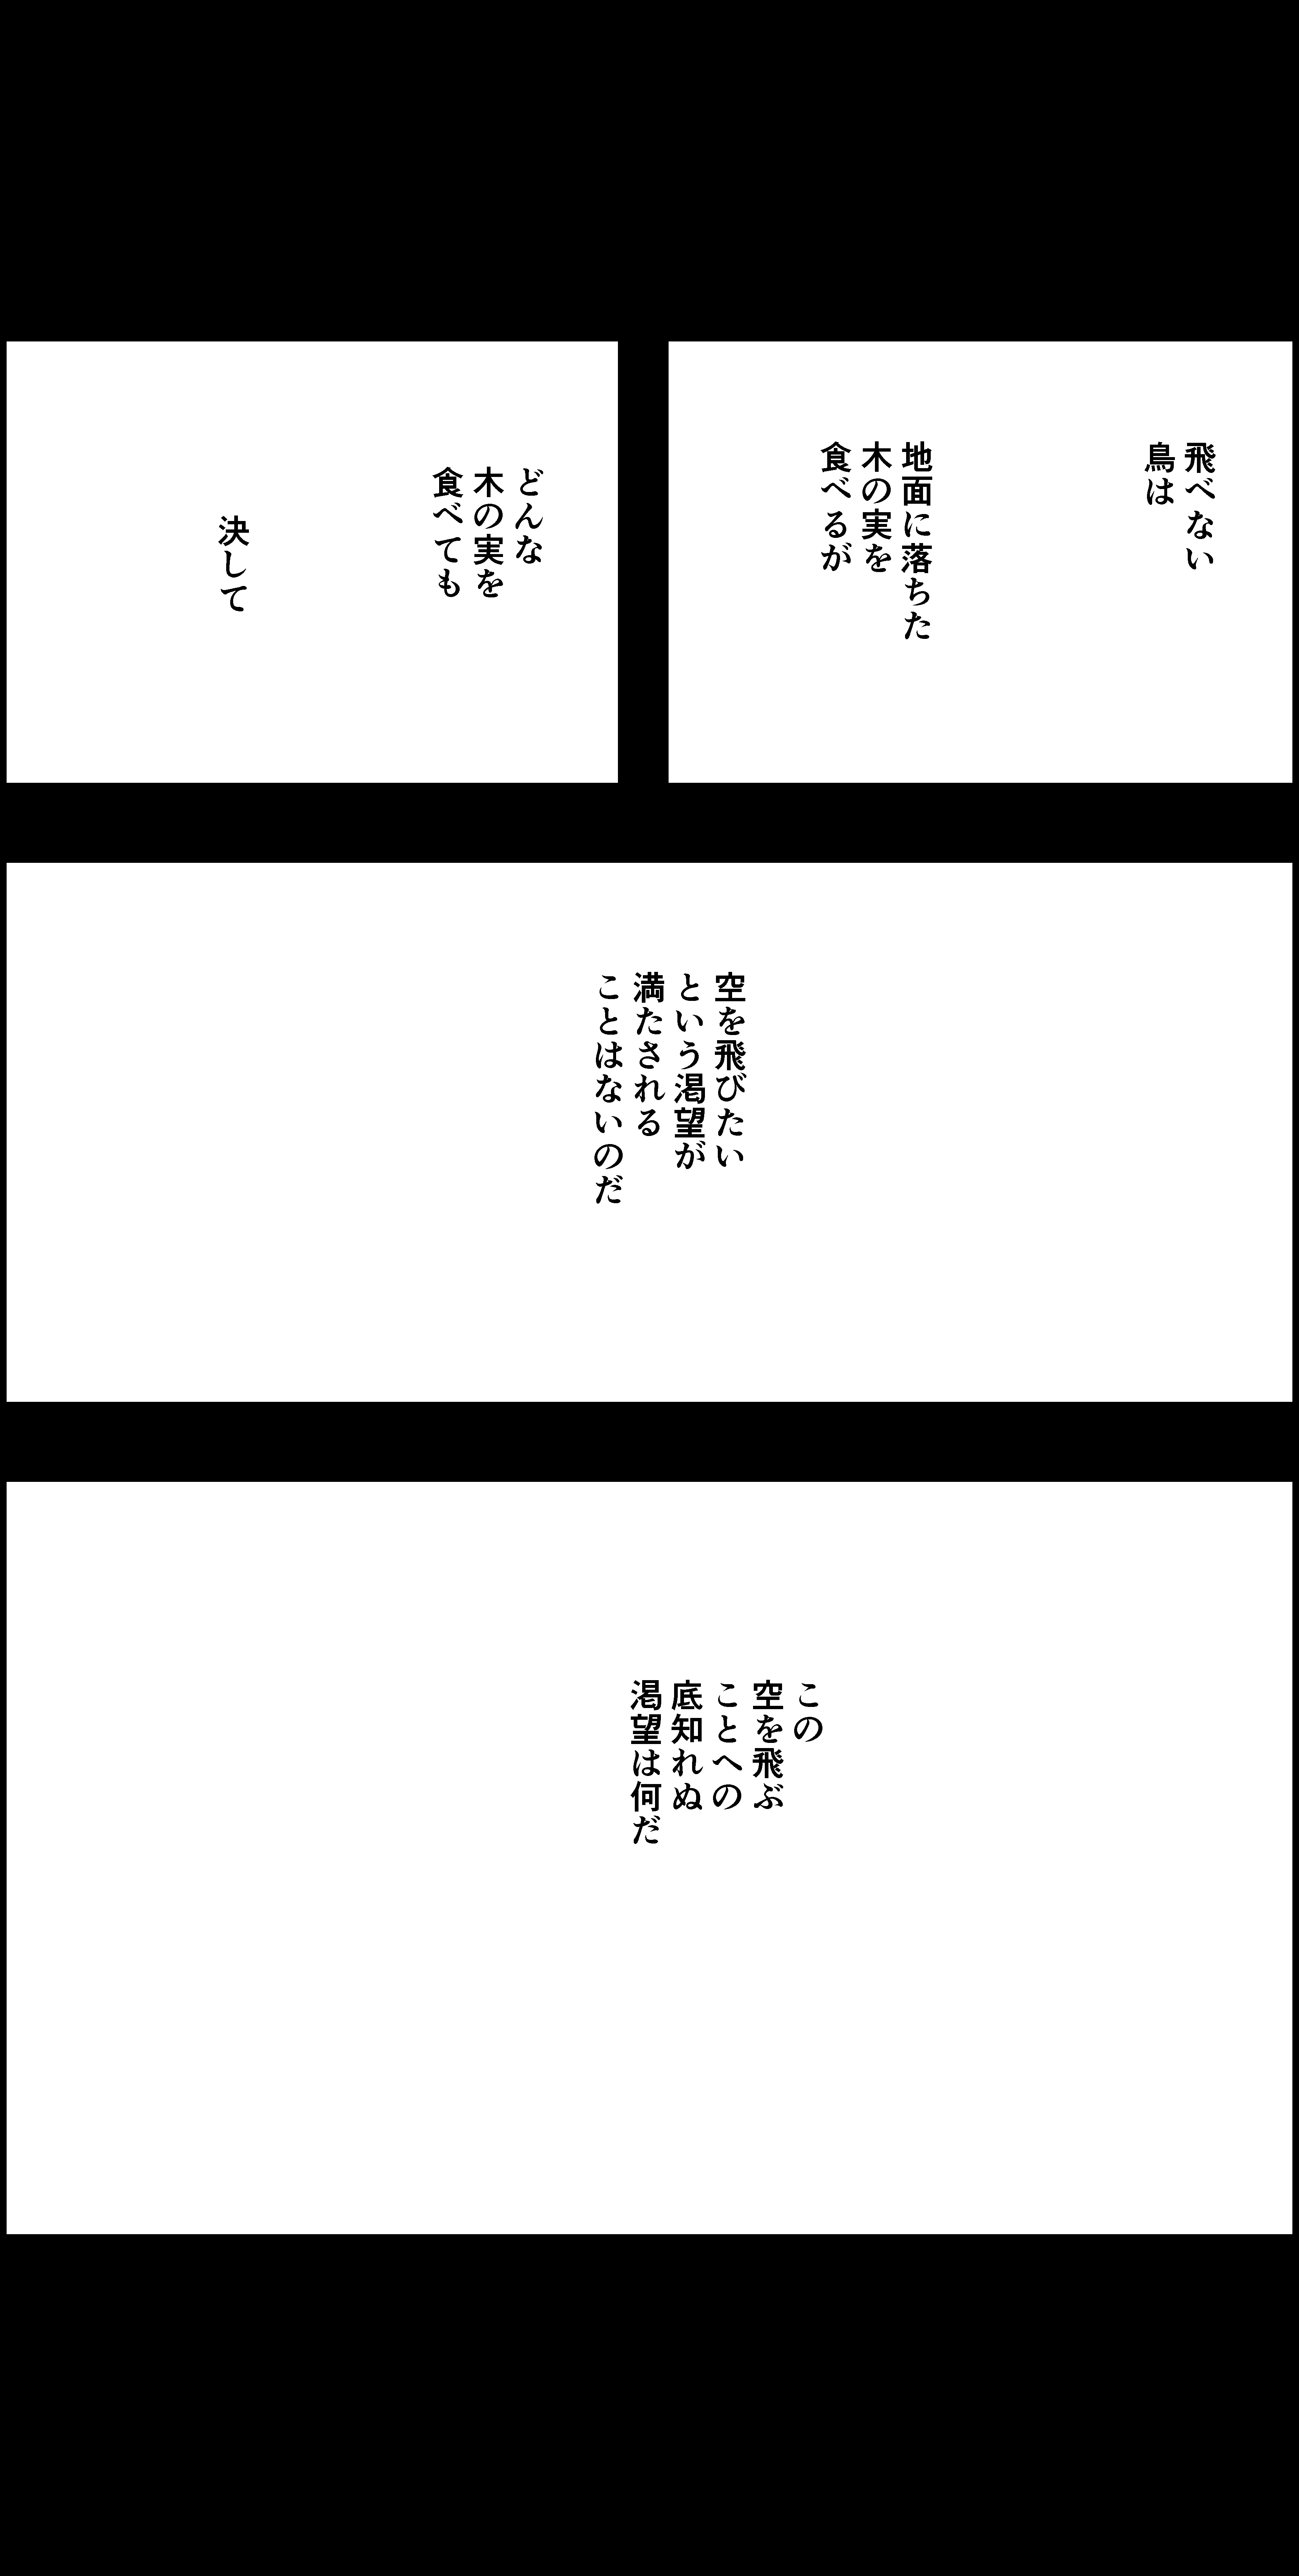 飛べない
鳥は
地面に落ちた
木の実を
食べるが
どんな
木の実を
食べても
決して
空を飛びたい
という渇望が
満たされる
ことはないのだ
この
空を飛ぶ
ことへの
底知れぬ
渇望は何だ